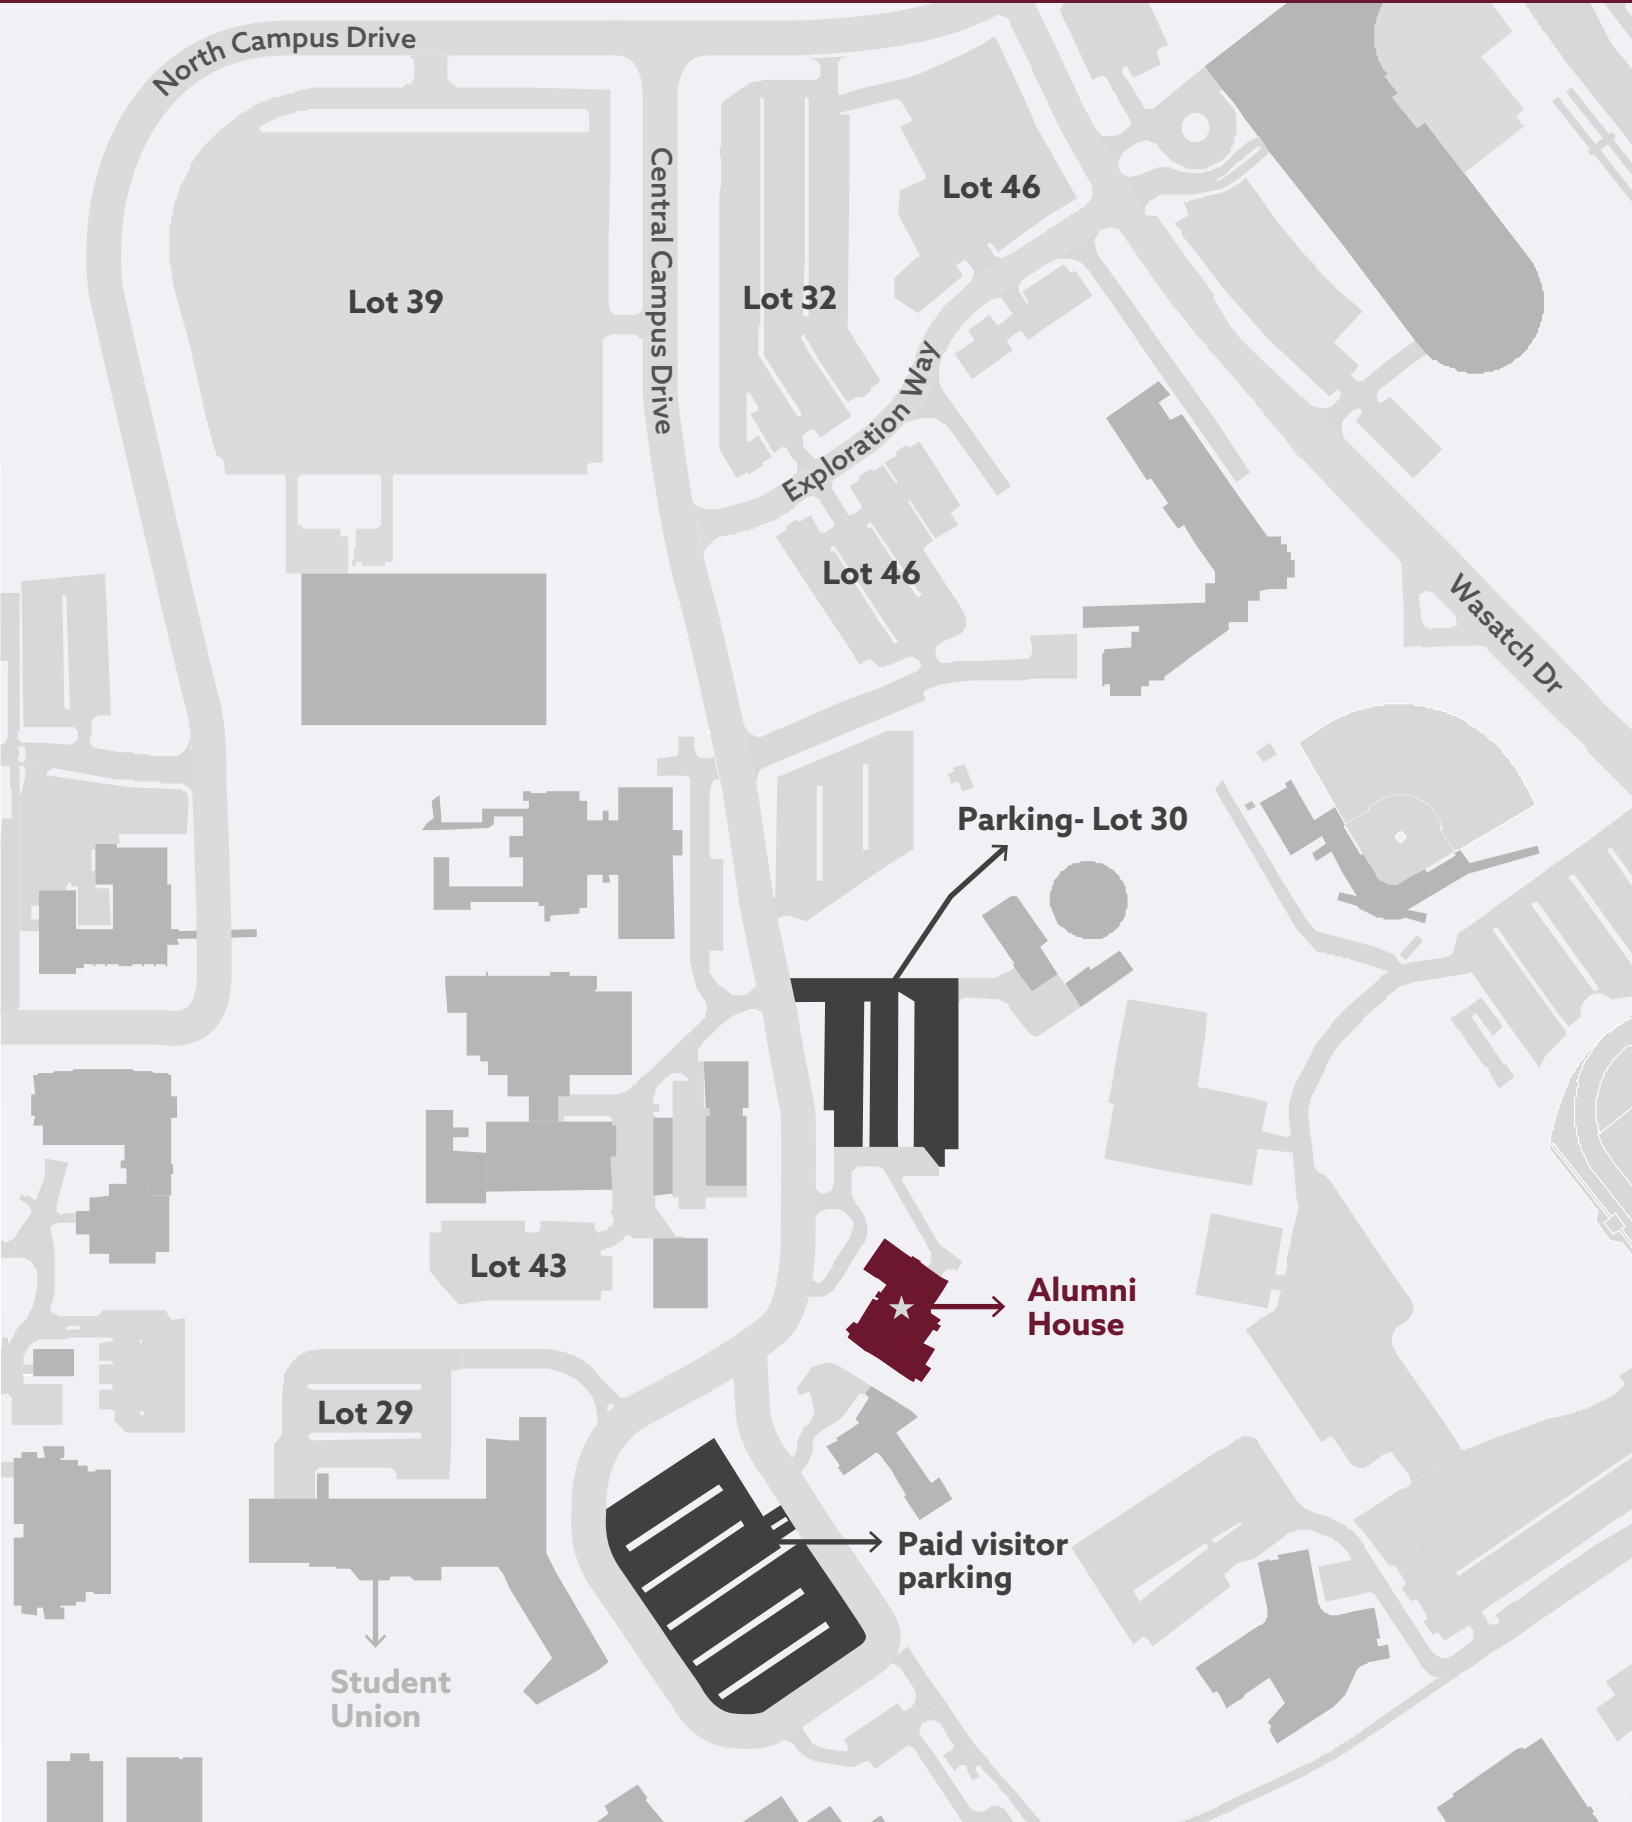 North Campus Drive
Central Campus Drive
Lot 46
Lot 39
Lot 32
Exploration Way
Lot 46
Wasatch Dr
Parking- Lot 30
Lot 43
Alumni
House
Lot 29
Paid visitor
parking
Student
Union